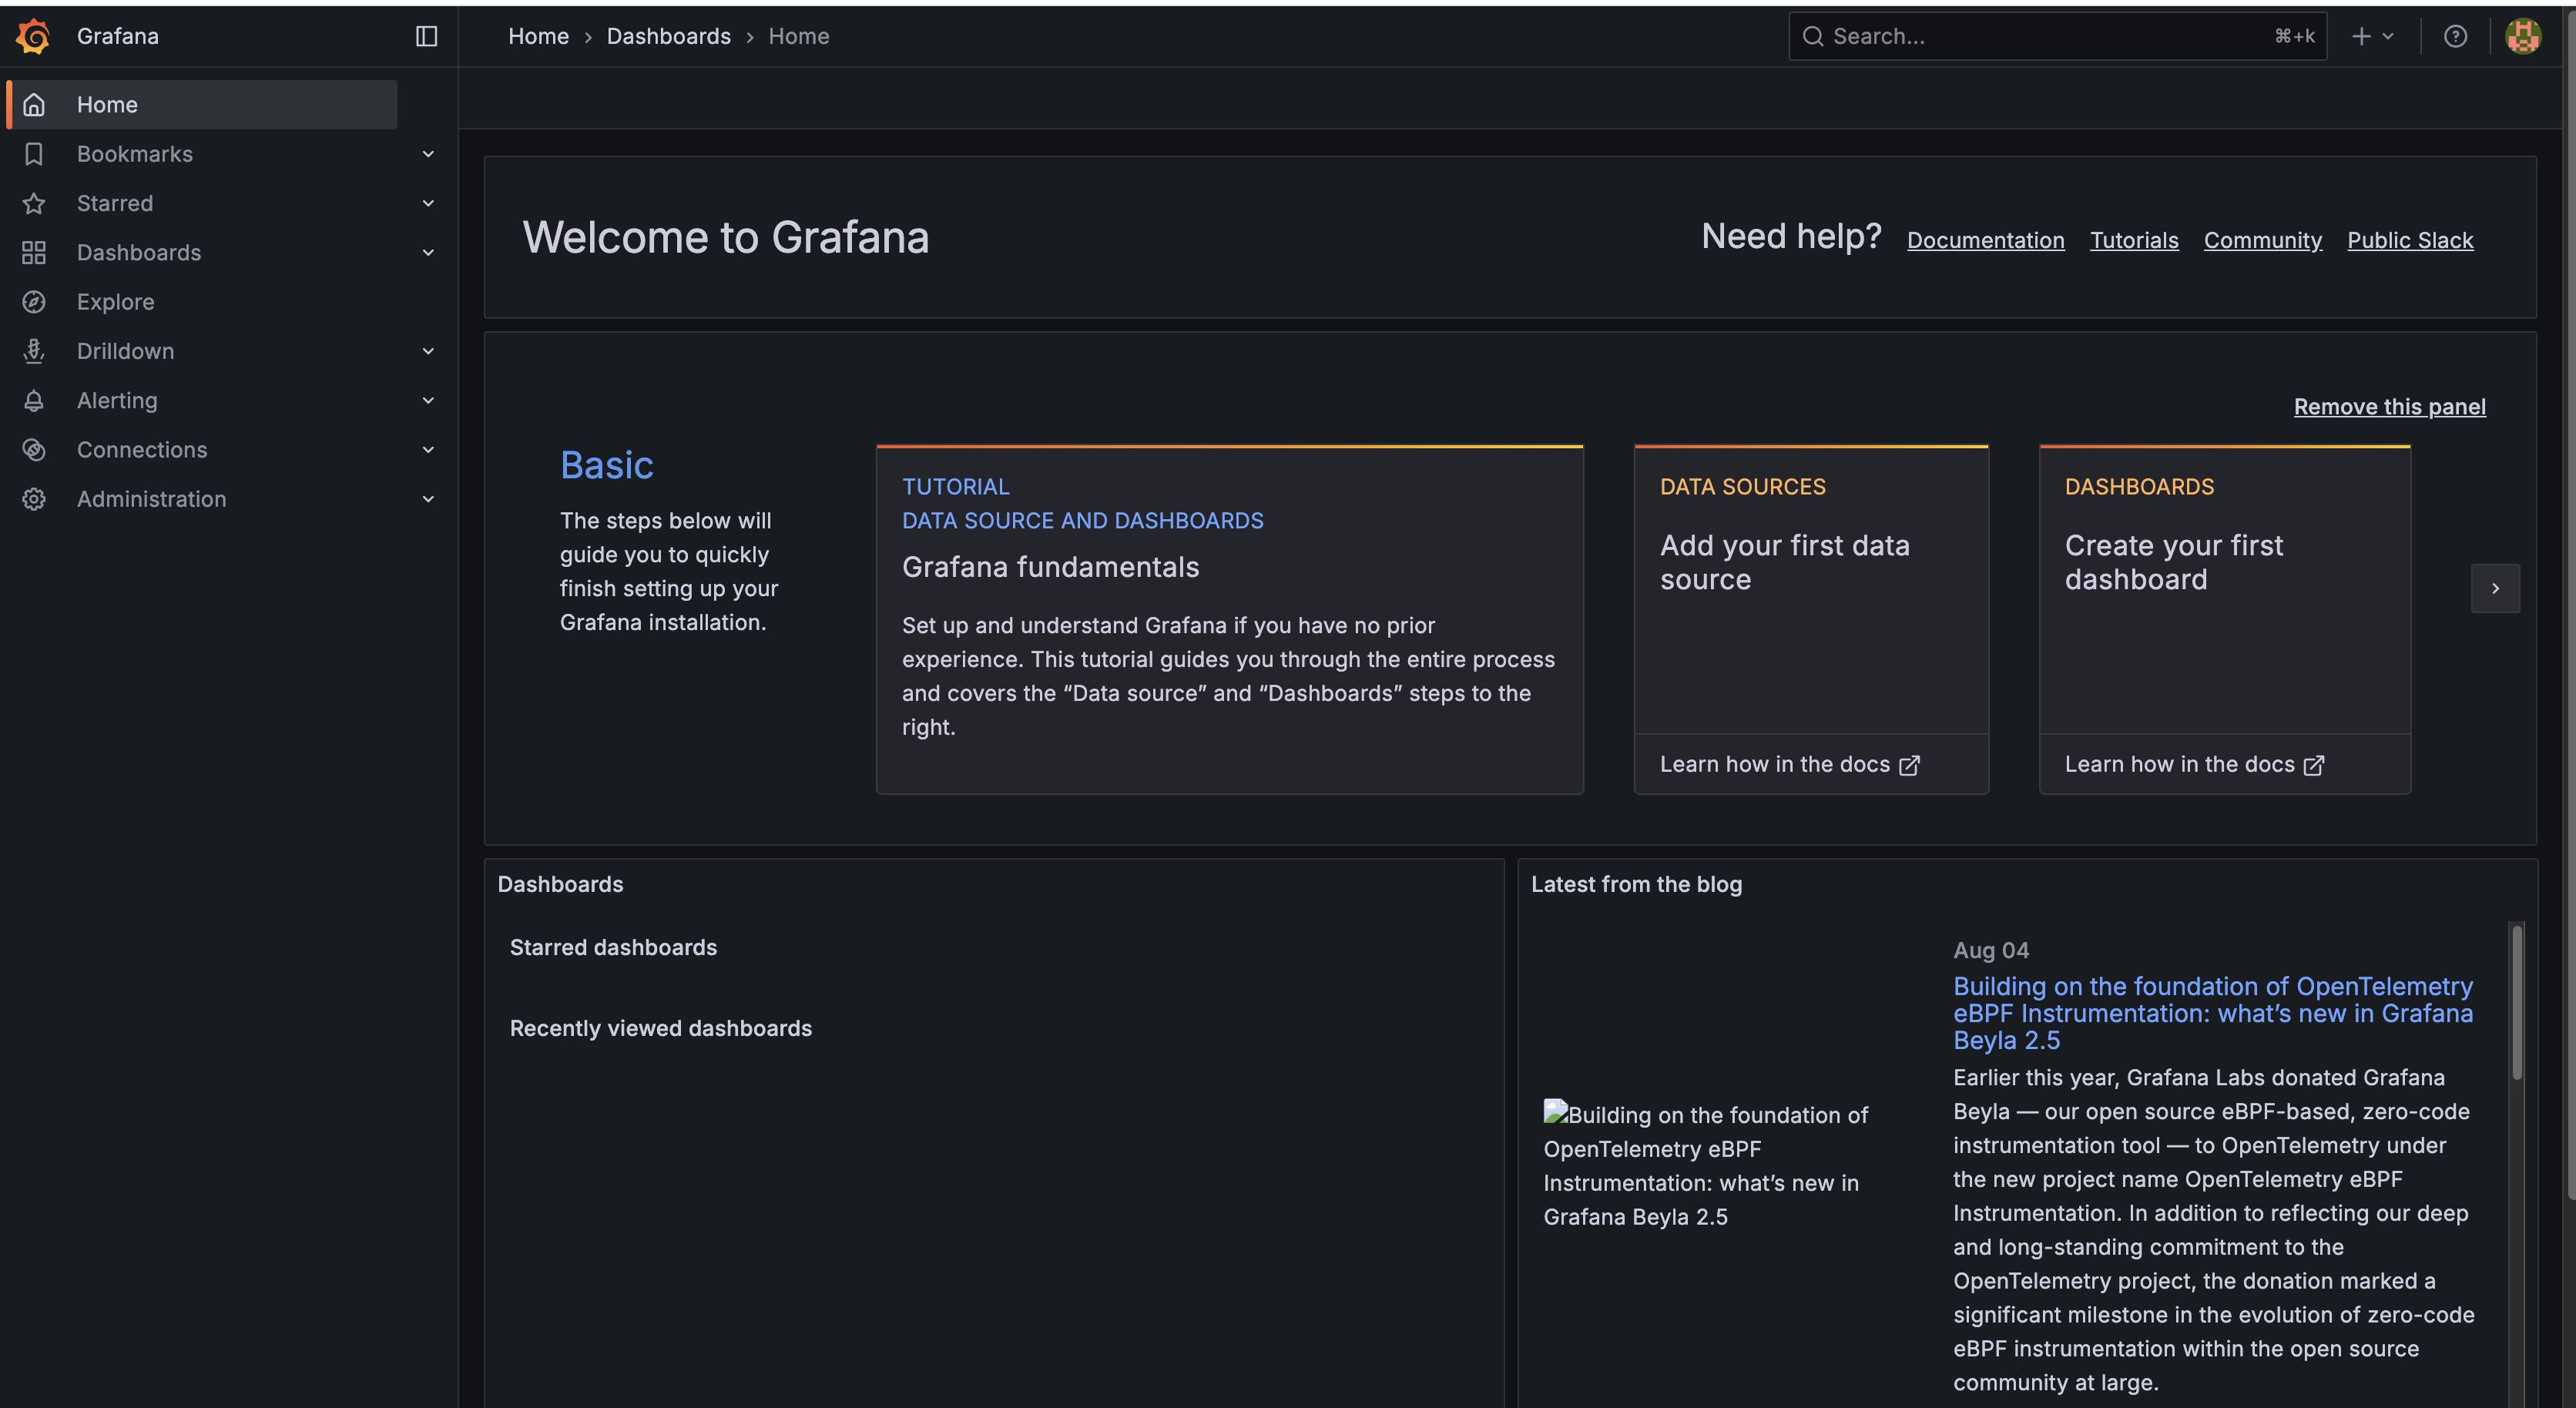 Grafana
Home › Dashboards › Home
Search...
⌘+k
Home
Bookmarks
Starred
Dashboards
Explore
Drilldown
Alerting
Connections
Administration
Welcome to Grafana
Need help?
Documentation
Tutorials
Community
Public Slack
Remove this panel
Basic
The steps below will
guide you to quickly
finish setting up your
Grafana installation.
TUTORIAL
DATA SOURCE AND DASHBOARDS
Grafana fundamentals
Set up and understand Grafana if you have no prior
experience. This tutorial guides you through the entire process
and covers the “Data source” and “Dashboards” steps to the
right.
DATA SOURCES
Add your first data
source
Learn how in the docs
DASHBOARDS
Create your first
dashboard
Learn how in the docs
Dashboards
Starred dashboards
Recently viewed dashboards
Latest from the blog
Building on the foundation of
OpenTelemetry eBPF
Instrumentation: what’s new in
Grafana Beyla 2.5
Aug 04
Building on the foundation of OpenTelemetry
eBPF Instrumentation: what’s new in Grafana
Beyla 2.5
Earlier this year, Grafana Labs donated Grafana
Beyla — our open source eBPF-based, zero-code
instrumentation tool — to OpenTelemetry under
the new project name OpenTelemetry eBPF
Instrumentation. In addition to reflecting our deep
and long-standing commitment to the
OpenTelemetry project, the donation marked a
significant milestone in the evolution of zero-code
eBPF instrumentation within the open source
community at large.